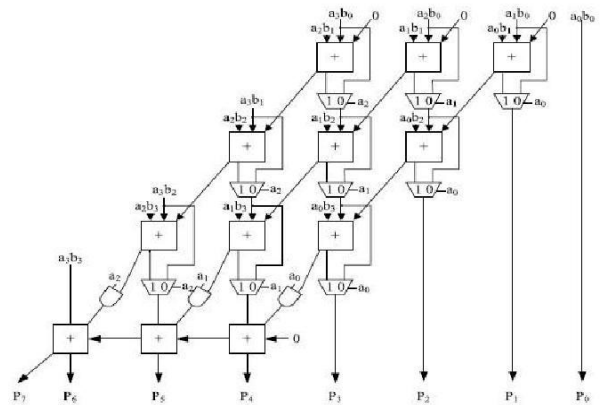 a₃b₀ 0 a₂b₀ 0 a₁b₀ 0 a₀b₀
a₂b₁ a₁b₁ a₀b₁
+ + +
1 0 a₂ 1 0 a₁ 1 0 a₀
a₃b₁
a₂b₂ a₁b₂ a₀b₂
+ + +
1 0 a₂ 1 0 a₁ 1 0 a₀
a₃b₂
a₂b₃ a₁b₃ a₀b₃
+ + +
a₃b₃ a₂ a₁ a₀
1 0 a₂ 1 0 a₁ 1 0 a₀
+ + + 0
P₇ P₆ P₅ P₄ P₃ P₂ P₁ P₀